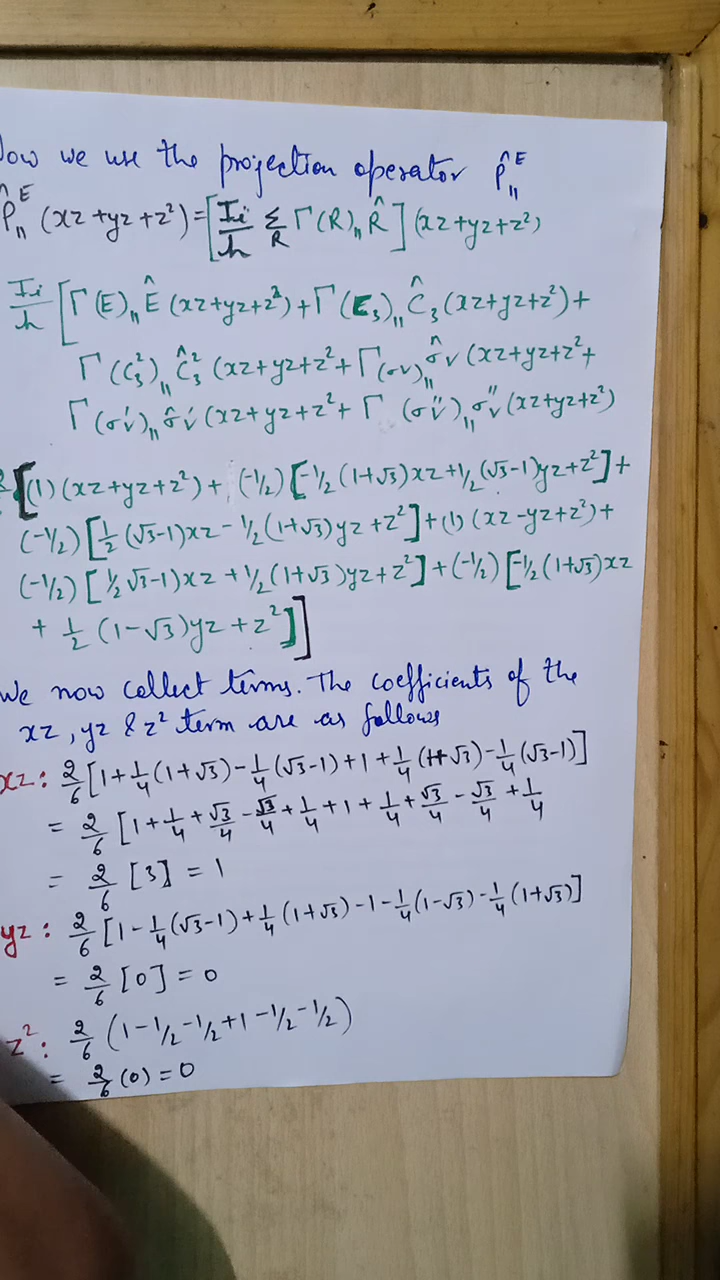 Now we use the projection operator P̂₁₁ᴱ
P̂₁₁ᴱ (xz+yz+z²) = [Ii/h Σ_R Γ(R)₁₁ R̂] (xz+yz+z²)
Ii/h [Γ(E)₁₁ Ê (xz+yz+z²) + Γ(C₃)₁₁ Ĉ₃ (xz+yz+z²) +
Γ(C₃²)₁₁ Ĉ₃² (xz+yz+z² + Γ(σv)₁₁ σ̂v (xz+yz+z² +
Γ(σv′)₁₁ σ̂v′ (xz+yz+z² + Γ (σv″)₁₁ σ̂v″ (xz+yz+z²)
[(1)(xz+yz+z²) + (-1/2) [-1/2 (1+√3)xz + 1/2 (√3-1)yz + z²] +
(-1/2) [1/2 (√3-1)xz - 1/2 (1+√3)yz + z²] + (1) (xz-yz+z²) +
(-1/2) [1/2 √3-1)xz + 1/2 (1+√3)yz + z²] + (-1/2) [-1/2 (1+√3)xz
+ 1/2 (1-√3)yz + z²]]
We now collect terms. The coefficients of the
xz, yz & z² term are as follows
xz: 2/6 [1 + 1/4 (1+√3) - 1/4 (√3-1) + 1 + 1/4 (1+√3) - 1/4 (√3-1)]
= 2/6 [1 + 1/4 + √3/4 - √3/4 + 1/4 + 1 + 1/4 + √3/4 - √3/4 + 1/4
= 2/6 [3] = 1
yz: 2/6 [1 - 1/4 (√3-1) + 1/4 (1+√3) - 1 - 1/4 (1-√3) - 1/4 (1+√3)]
= 2/6 [0] = 0
z²: 2/6 (1 - 1/2 - 1/2 + 1 - 1/2 - 1/2)
= 2/6 (0) = 0